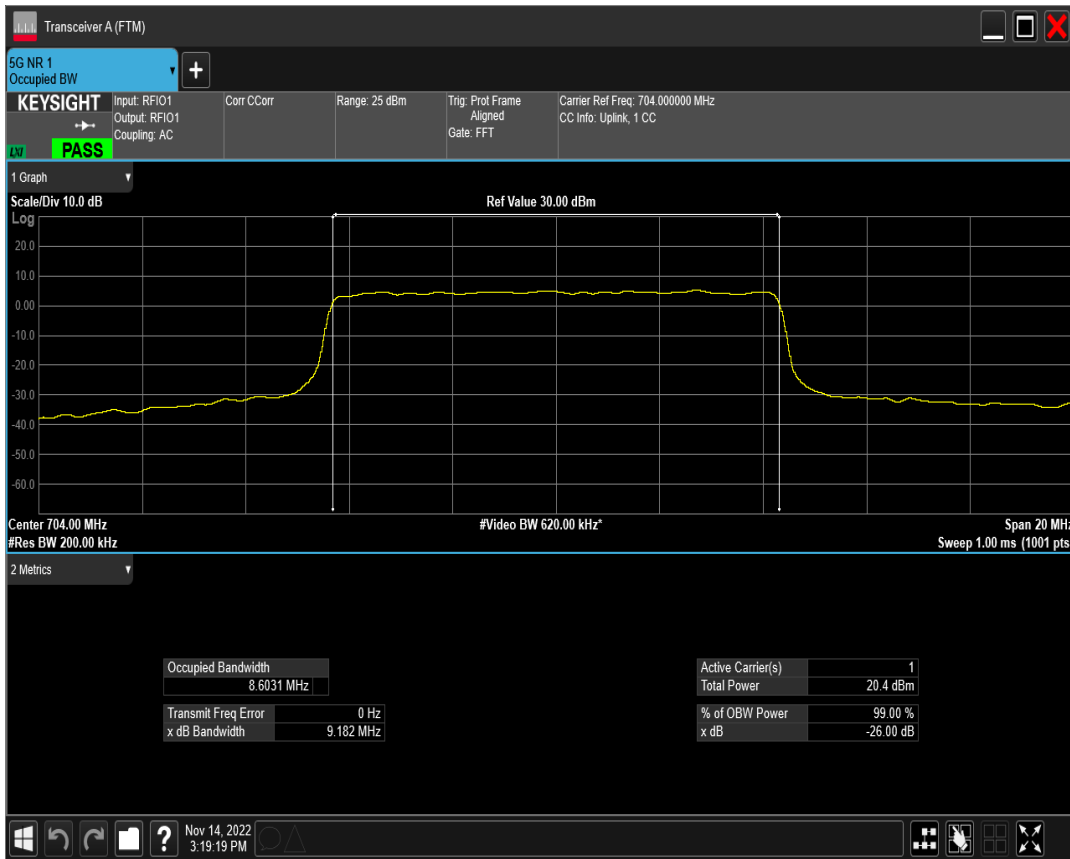 Transceiver A (FTM)
5G NR 1
Occupied BW
+
KEYSIGHT
LXI
PASS
Input: RFIO1
Output: RFIO1
Coupling: AC
Corr CCorr
Range: 25 dBm
Trig: Prot Frame
Aligned
Gate: FFT
Carrier Ref Freq: 704.000000 MHz
CC Info: Uplink, 1 CC
1 Graph
Scale/Div 10.0 dB
Ref Value 30.00 dBm
Log
20.0
10.0
0.00
-10.0
-20.0
-30.0
-40.0
-50.0
-60.0
Center 704.00 MHz
#Video BW 620.00 kHz*
Span 20 MHz
#Res BW 200.00 kHz
Sweep 1.00 ms (1001 pts
2 Metrics
Occupied Bandwidth
8.6031 MHz
Transmit Freq Error 0 Hz
x dB Bandwidth 9.182 MHz
Active Carrier(s) 1
Total Power 20.4 dBm
% of OBW Power 99.00 %
x dB -26.00 dB
?
Nov 14, 2022
3:19:19 PM